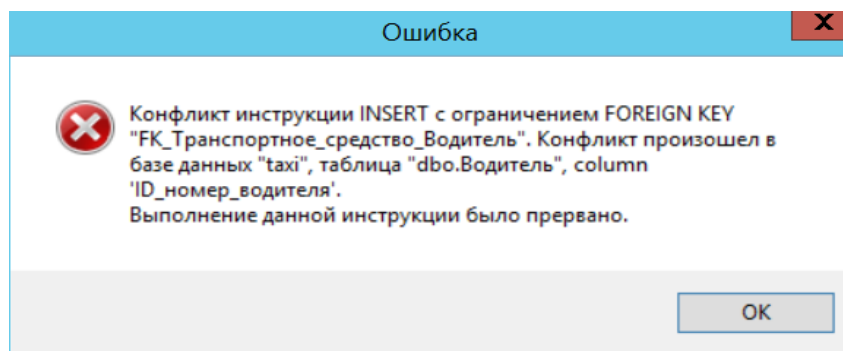 Ошибка
X
Конфликт инструкции INSERT с ограничением FOREIGN KEY
"FK_Транспортное_средство_Водитель". Конфликт произошел в
базе данных "taxi", таблица "dbo.Водитель", column
'ID_номер_водителя'.
Выполнение данной инструкции было прервано.
OK